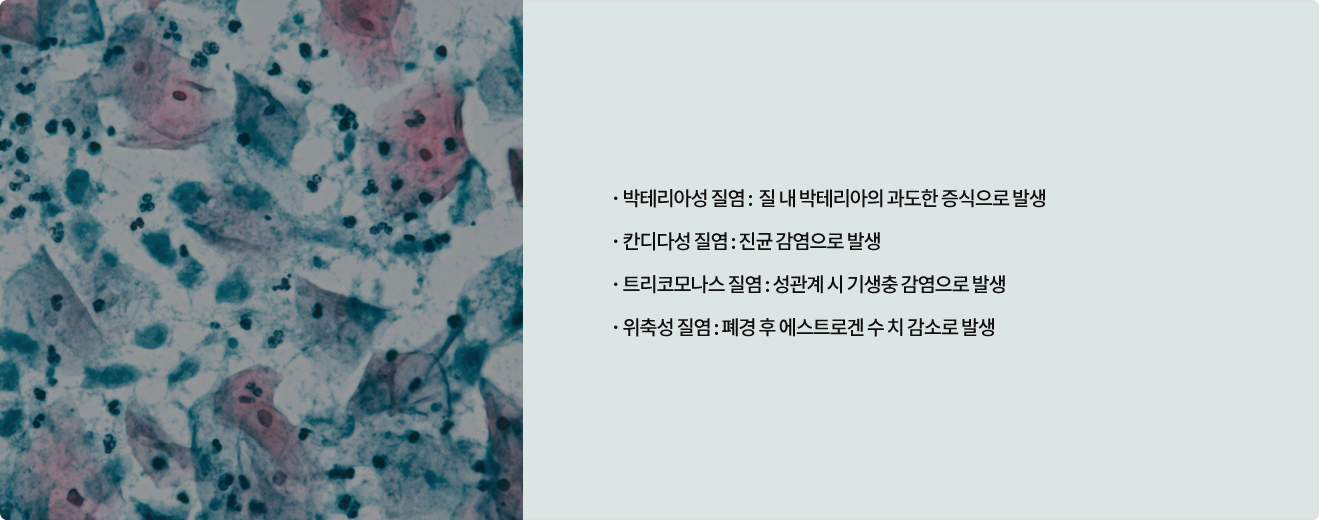 · 박테리아성 질염 : 질 내 박테리아의 과도한 증식으로 발생
· 칸디다성 질염 : 진균 감염으로 발생
· 트리코모나스 질염 : 성관계 시 기생충 감염으로 발생
· 위축성 질염 : 폐경 후 에스트로겐 수 치 감소로 발생